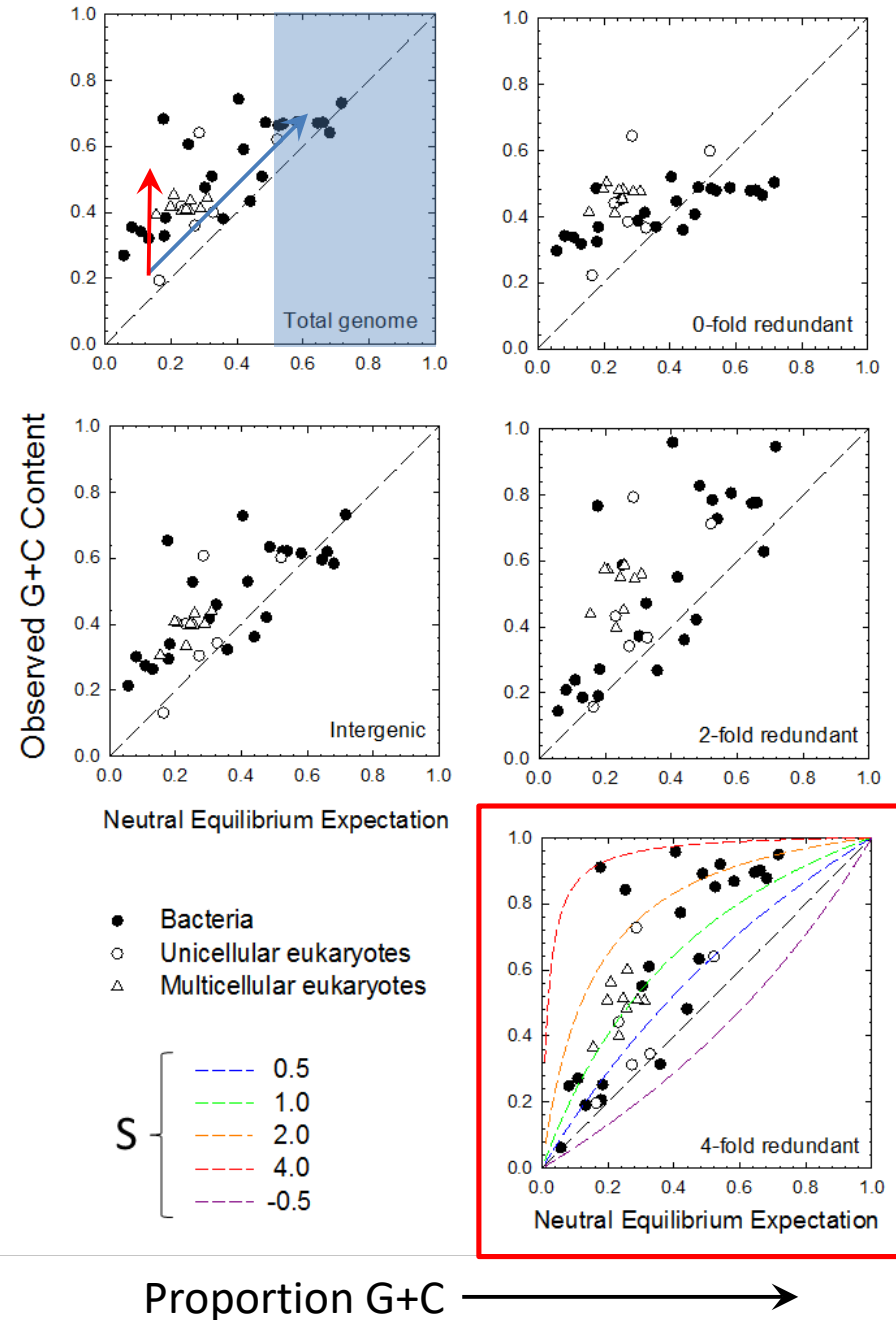 1.0
0.8
0.6
0.4
0.2
0.0
0.0 0.2 0.4 0.6 0.8 1.0
Total genome
1.0
0.8
0.6
0.4
0.2
0.0
0.0 0.2 0.4 0.6 0.8 1.0
0-fold redundant
Observed G+C Content
1.0
0.8
0.6
0.4
0.2
0.0
0.0 0.2 0.4 0.6 0.8 1.0
Intergenic
Neutral Equilibrium Expectation
1.0
0.8
0.6
0.4
0.2
0.0
0.0 0.2 0.4 0.6 0.8 1.0
2-fold redundant
Bacteria
Unicellular eukaryotes
Multicellular eukaryotes
S
0.5
1.0
2.0
4.0
-0.5
1.0
0.8
0.6
0.4
0.2
0.0
0.0 0.2 0.4 0.6 0.8 1.0
4-fold redundant
Neutral Equilibrium Expectation
Proportion G+C